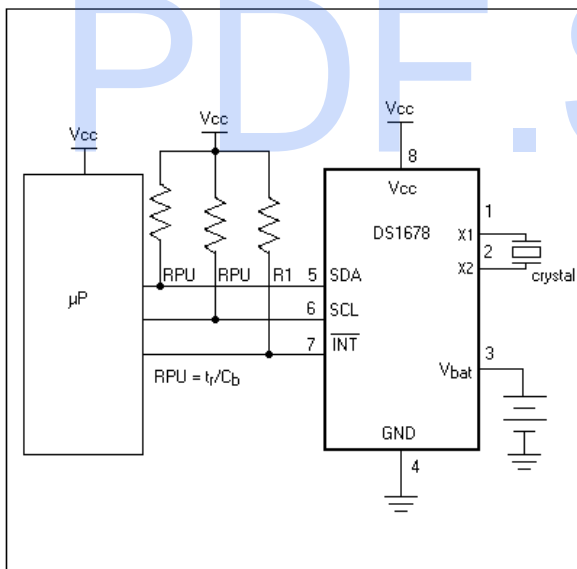 PDF.S
Vcc
Vcc
Vcc
8
Vcc
DS1678
1
X1
2
X2
crystal
RPU
RPU
R1
5
SDA
µP
6
SCL
7
INT
3
RPU = tr/Cb
Vbat
GND
4